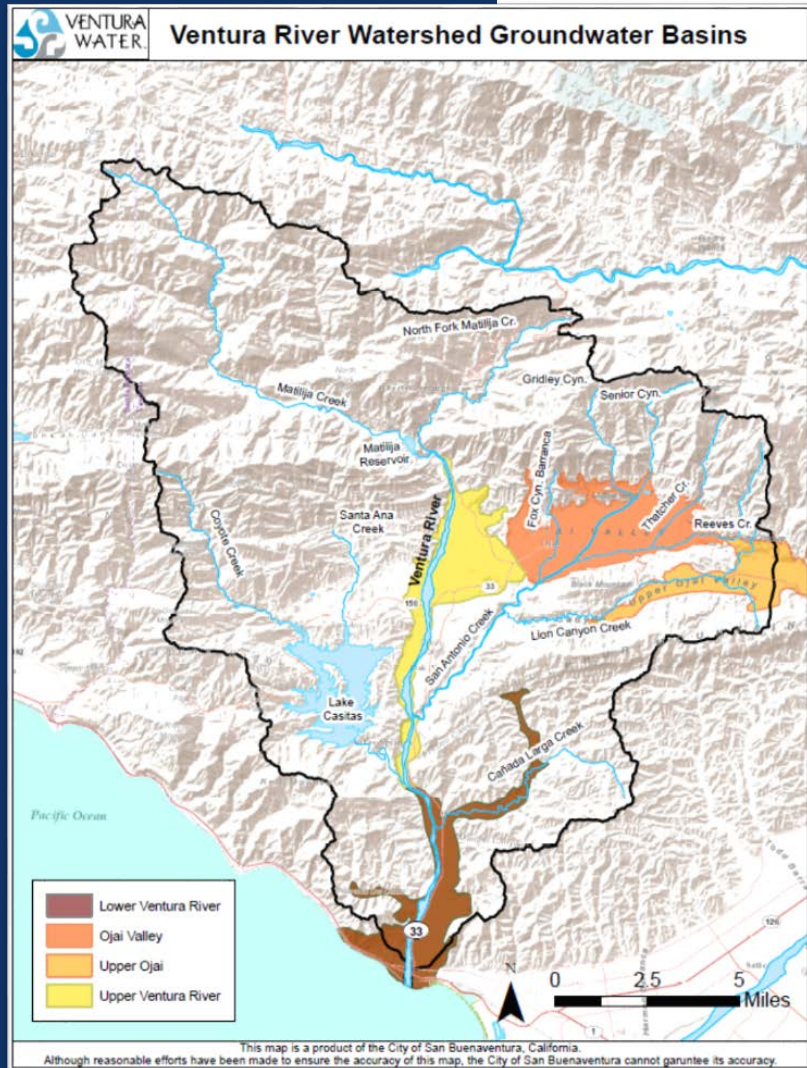 VENTURA
WATER.
Ventura River Watershed Groundwater Basins
North Fork Matilija Cr.
Gridley Cyn.
Senior Cyn.
Matilija Creek
Matilija
Reservoir
Fox Cyn. Barranca
Thatcher Cr.
Santa Ana
Creek
Coyote Creek
Ventura River
Reeves Cr.
33
150
Upper Ojai Valley
San Antonio Creek
Lion Canyon Creek
Lake
Casitas
Cañada Larga Creek
Pacific Ocean
Lower Ventura River
Ojai Valley
Upper Ojai
Upper Ventura River
33
126
N
0 2.5 5
Miles
1
This map is a product of the City of San Buenaventura, California.
Although reasonable efforts have been made to ensure the accuracy of this map, the City of San Buenaventura cannot garuntee its accuracy.